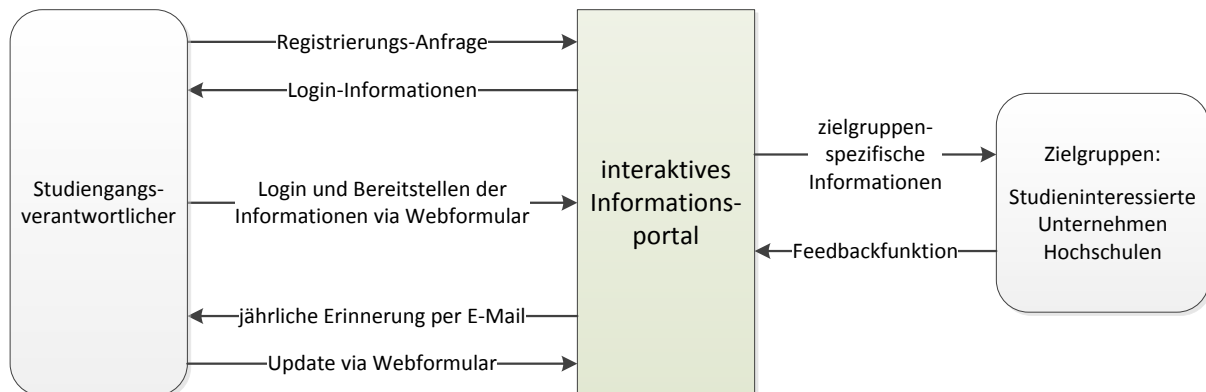 Studiengangs-
verantwortlicher
Registrierungs-Anfrage
Login-Informationen
Login und Bereitstellen der
Informationen via Webformular
jährliche Erinnerung per E-Mail
Update via Webformular
interaktives
Informations-
portal
zielgruppen-
spezifische
Informationen
Feedbackfunktion
Zielgruppen:
Studieninteressierte
Unternehmen
Hochschulen